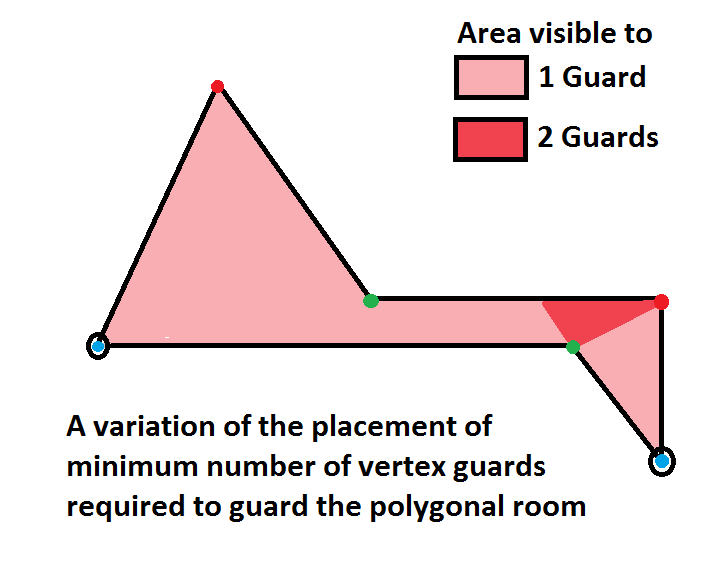 Area visible to
1 Guard
2 Guards
A variation of the placement of
minimum number of vertex guards
required to guard the polygonal room